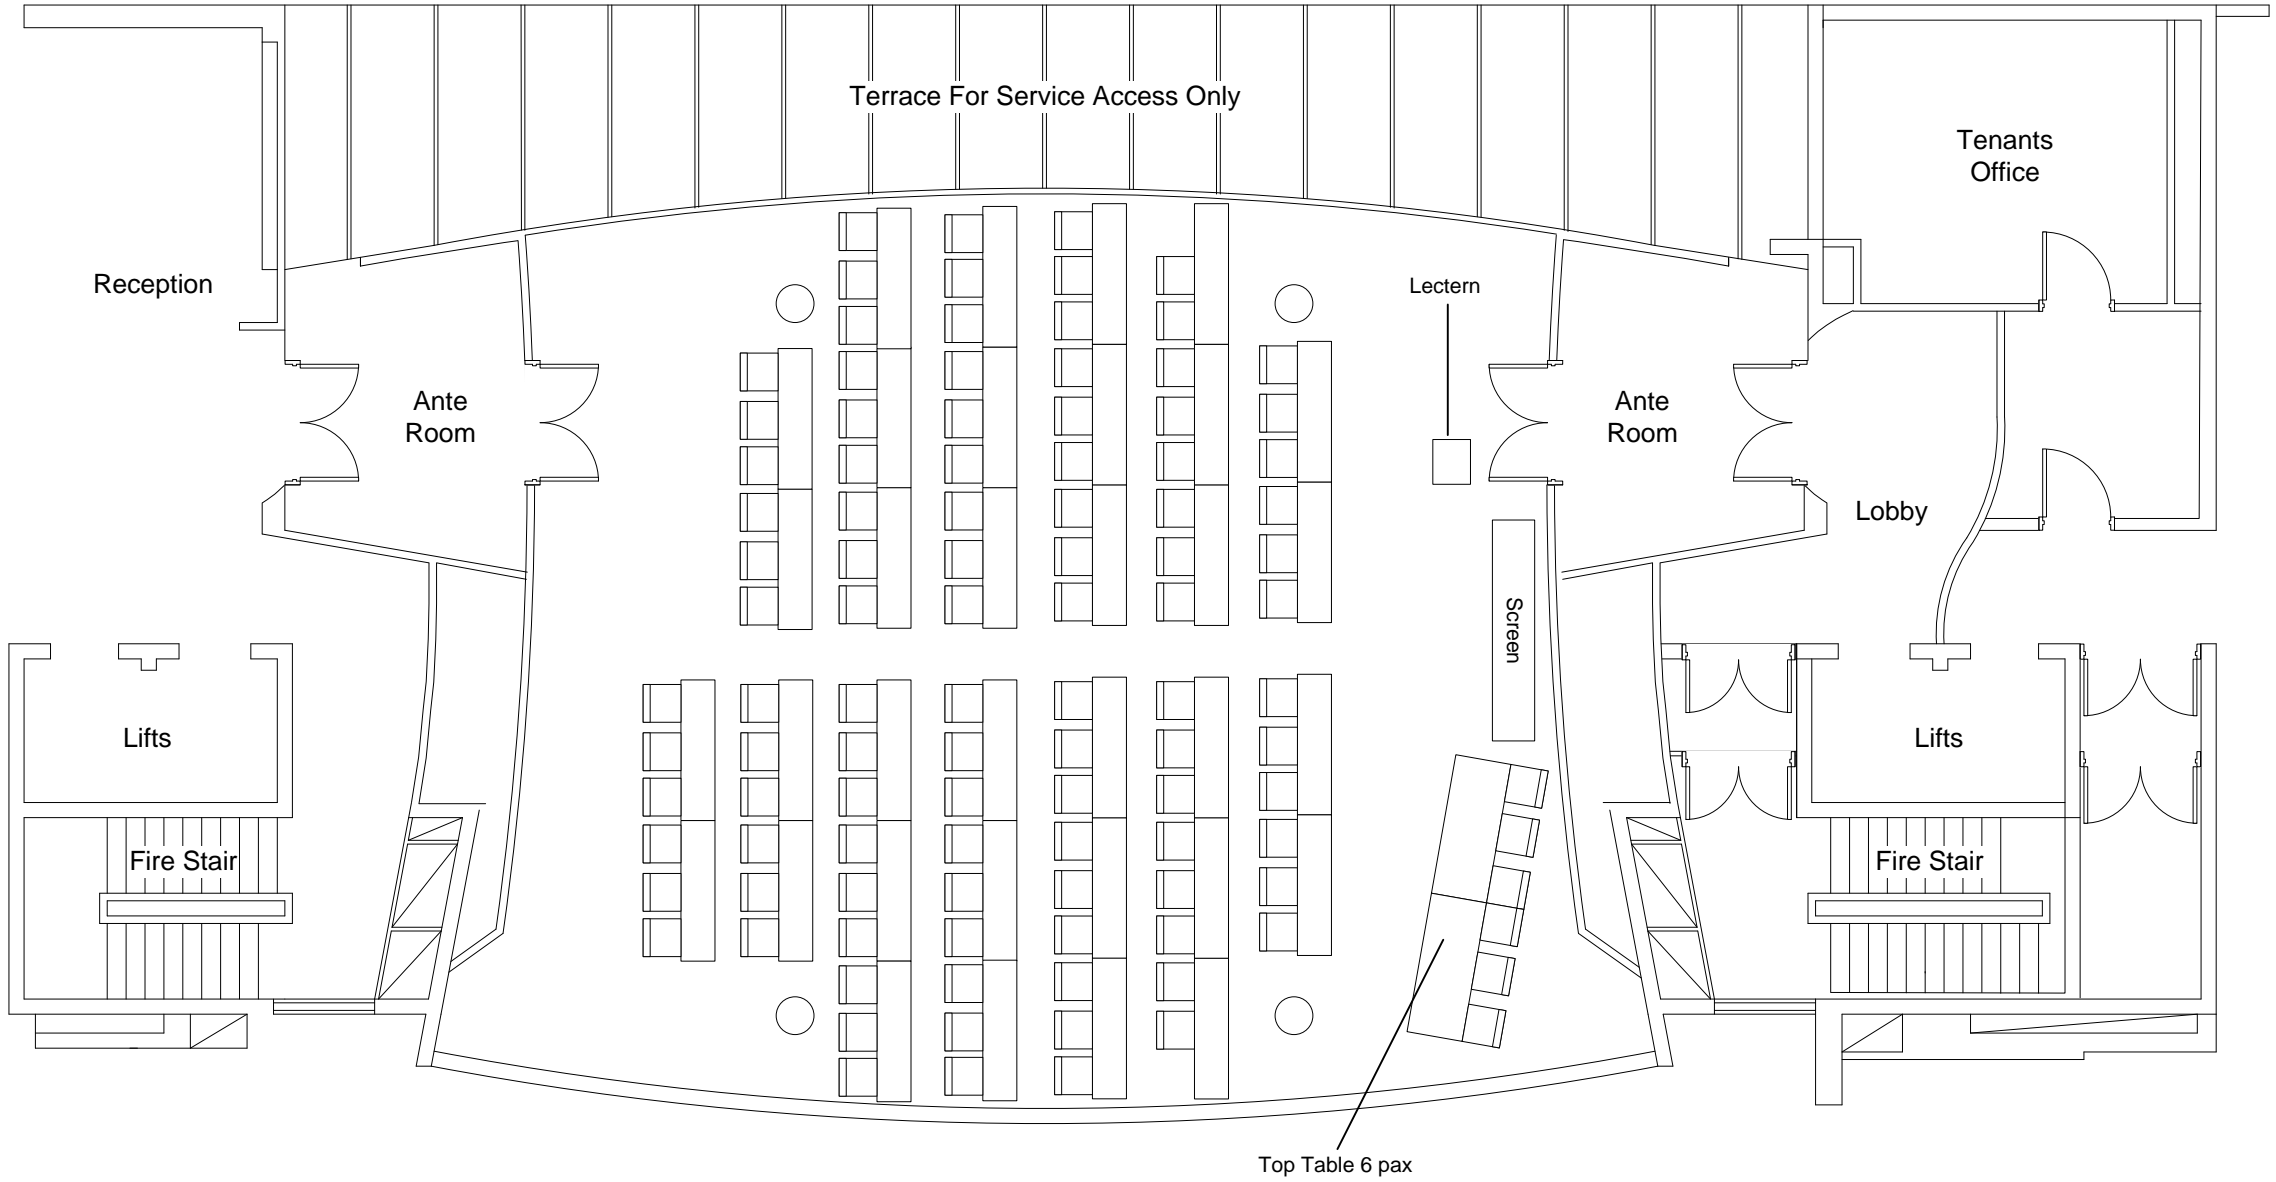 Terrace For Service Access Only
Tenants
Office
Reception
Lectern
Ante
Room
Ante
Room
Lobby
Screen
Lifts
Lifts
Fire Stair
Fire Stair
Top Table 6 pax